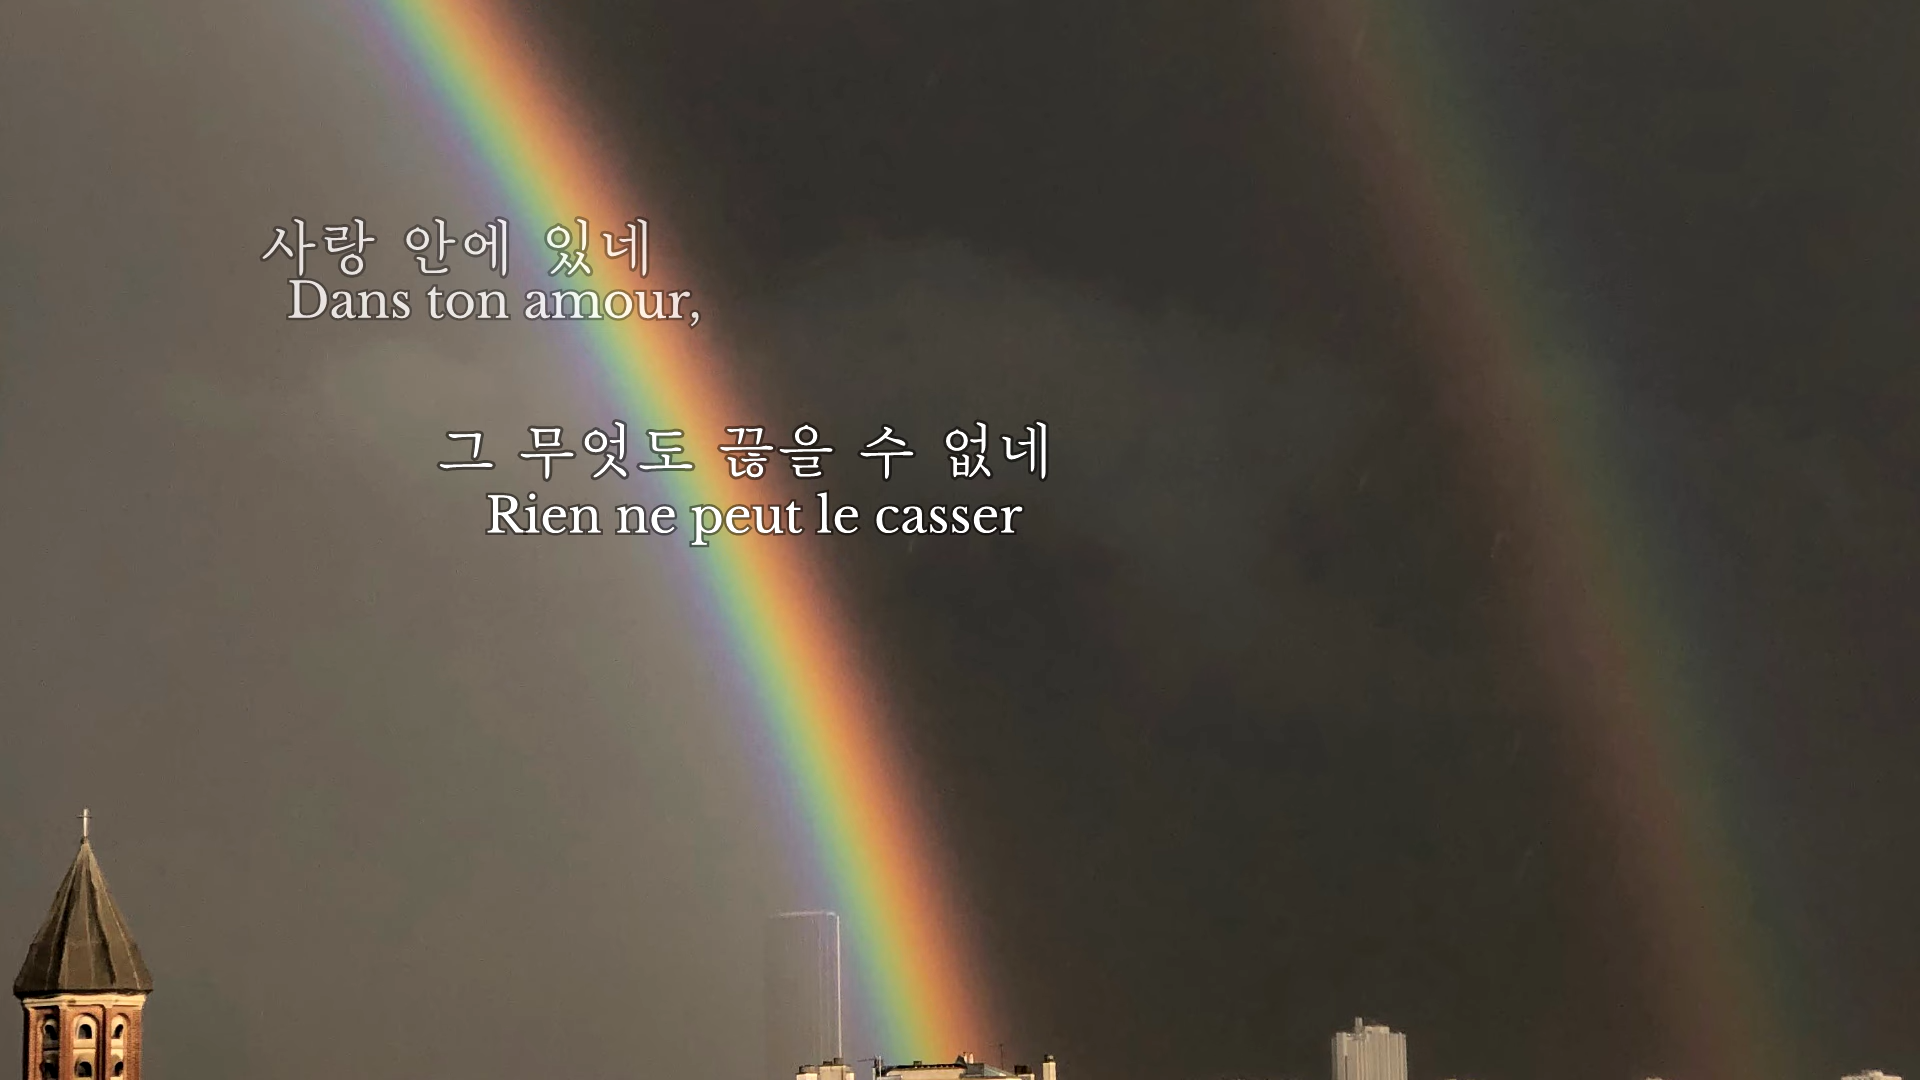 사랑 안에 있네
Dans ton amour,
그 무엇도 끊을 수 없네
Rien ne peut le casser